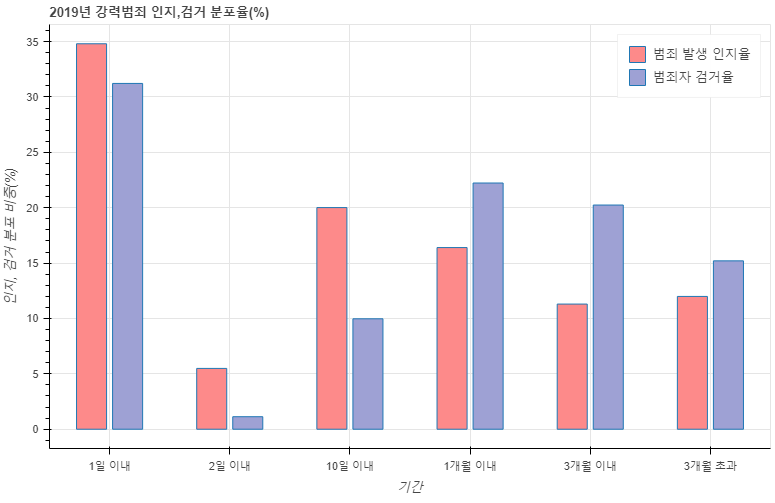 2019년 강력범죄 인지,검거 분포율(%)
범죄 발생 인지율
범죄자 검거율
인지, 검거 분포 비중(%)
35
30
25
20
15
10
5
0
1일 이내
2일 이내
10일 이내
1개월 이내
3개월 이내
3개월 초과
기간